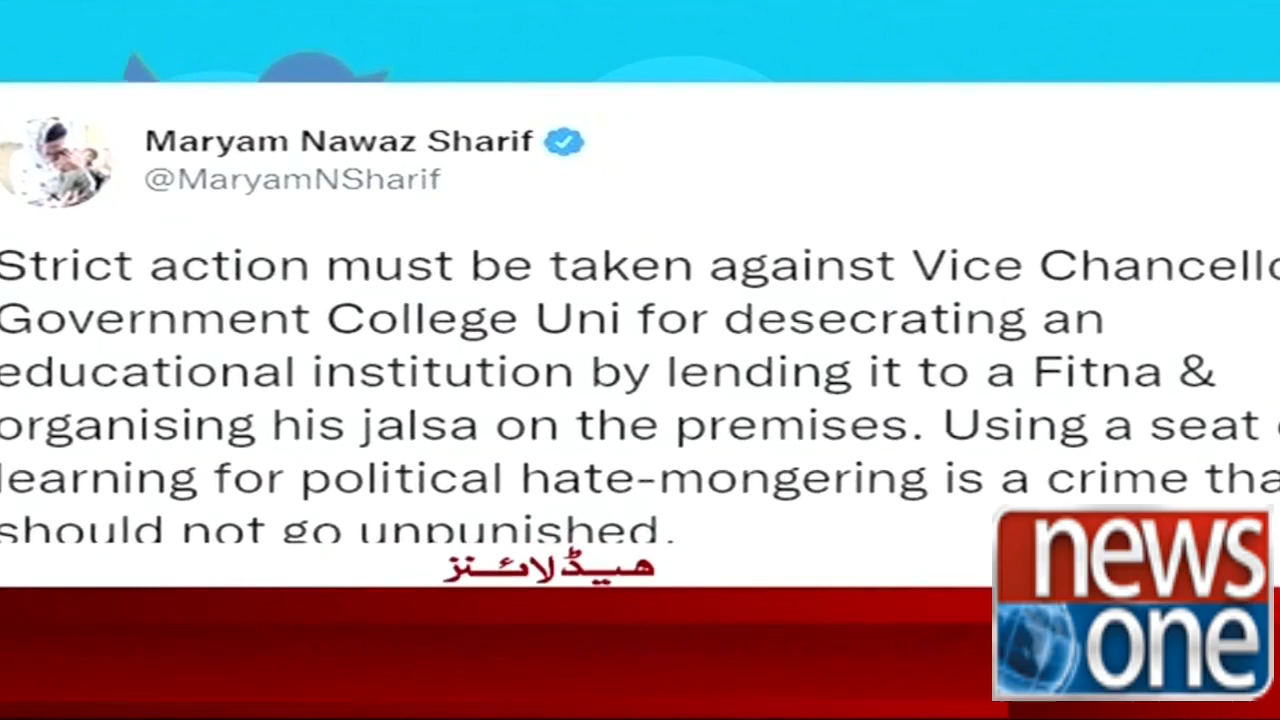 Maryam Nawaz Sharif
@MaryamNSharif
Strict action must be taken against Vice Chancello
Government College Uni for desecrating an
educational institution by lending it to a Fitna &
organising his jalsa on the premises. Using a seat
learning for political hate-mongering is a crime tha
should not go unpunished.
ہیڈلائنز
news
one